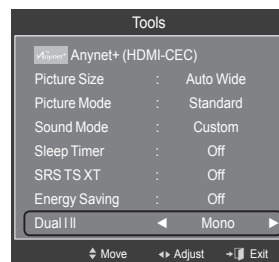 Tools
Anynet+ Anynet+ (HDMI-CEC)
Picture Size : Auto Wide
Picture Mode : Standard
Sound Mode : Custom
Sleep Timer : Off
SRS TS XT : Off
Energy Saving : Off
Dual I II ◄ Mono ►
Move Adjust Exit